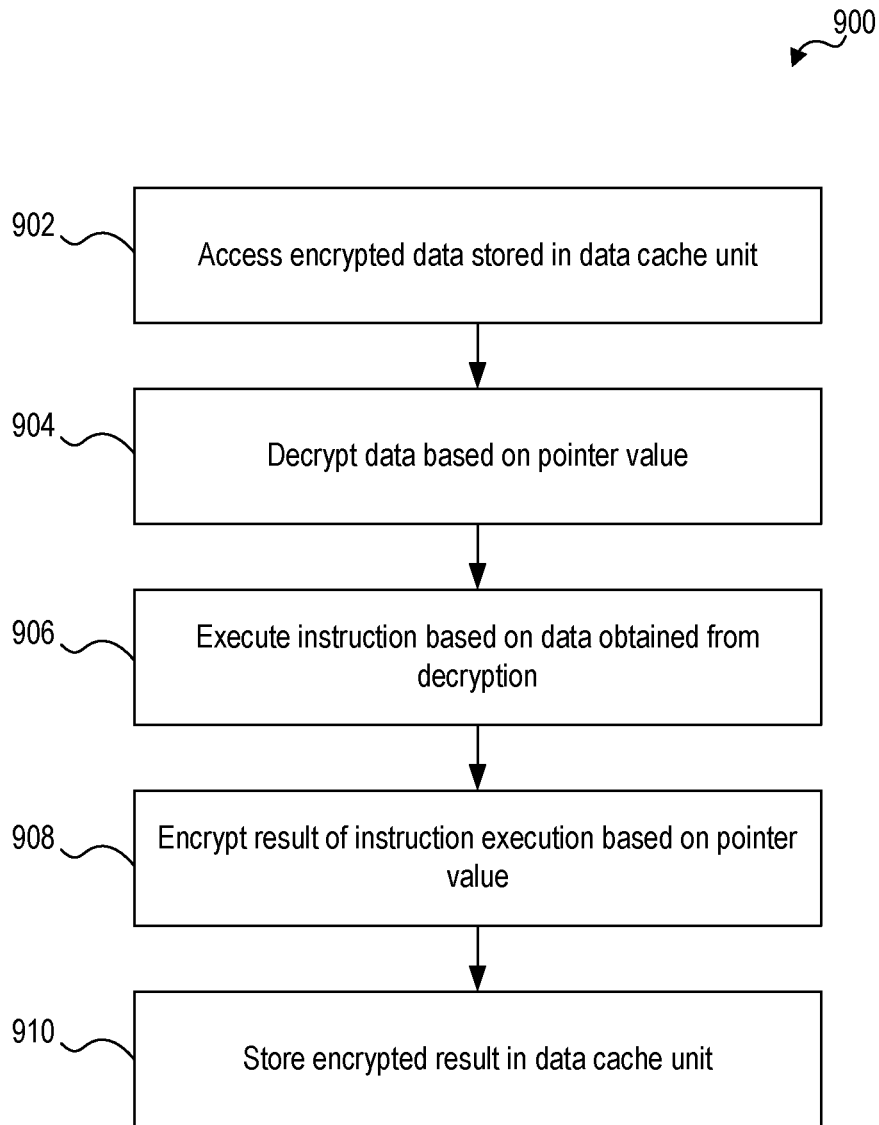 900
902
Access encrypted data stored in data cache unit
904
Decrypt data based on pointer value
906
Execute instruction based on data obtained from
decryption
908
Encrypt result of instruction execution based on pointer
value
910
Store encrypted result in data cache unit